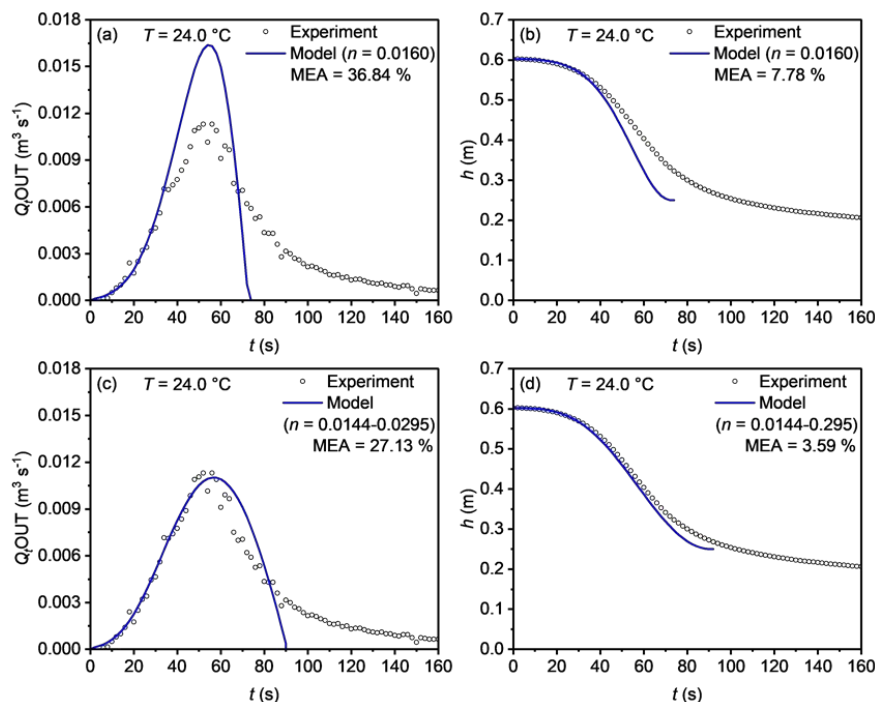 (a) T = 24.0 °C
Experiment
Model (n = 0.0160)
MEA = 36.84 %
0.018
0.015
0.012
0.009
0.006
0.003
0.000
QtOUT (m³ s⁻¹)
0 20 40 60 80 100 120 140 160
t (s)
(b) T = 24.0 °C
Experiment
Model (n = 0.0160)
MEA = 7.78 %
0.7
0.6
0.5
0.4
0.3
0.2
0.1
0.0
h (m)
0 20 40 60 80 100 120 140 160
t (s)
(c) T = 24.0 °C
Experiment
Model
(n = 0.0144-0.0295)
MEA = 27.13 %
0.018
0.015
0.012
0.009
0.006
0.003
0.000
QtOUT (m³ s⁻¹)
0 20 40 60 80 100 120 140 160
t (s)
(d) T = 24.0 °C
Experiment
Model
(n = 0.0144-0.295)
MEA = 3.59 %
0.7
0.6
0.5
0.4
0.3
0.2
0.1
0.0
h (m)
0 20 40 60 80 100 120 140 160
t (s)